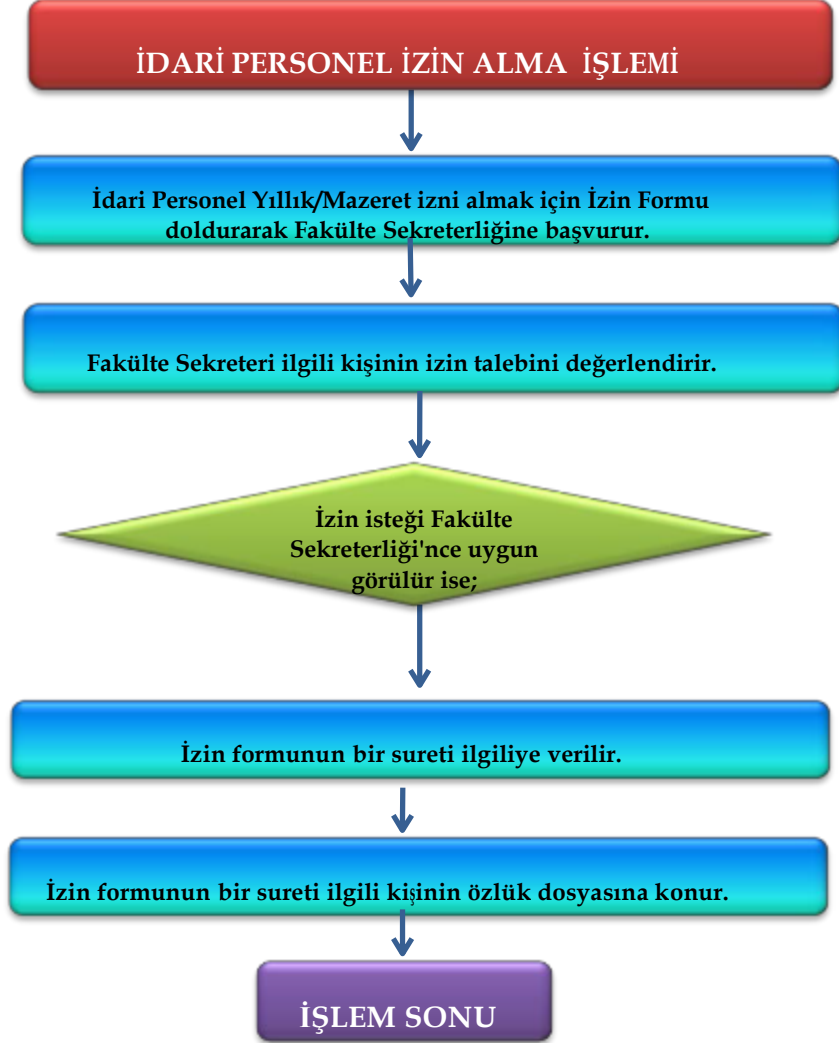 İDARİ PERSONEL İZİN ALMA İŞLEMİ
İdari Personel Yıllık/Mazeret izni almak için İzin Formu
doldurarak Fakülte Sekreterliğine başvurur.
Fakülte Sekreteri ilgili kişinin izin talebini değerlendirir.
İzin isteği Fakülte
Sekreterliği'nce uygun
görülür ise;
İzin formunun bir sureti ilgiliye verilir.
İzin formunun bir sureti ilgili kişinin özlük dosyasına konur.
İŞLEM SONU